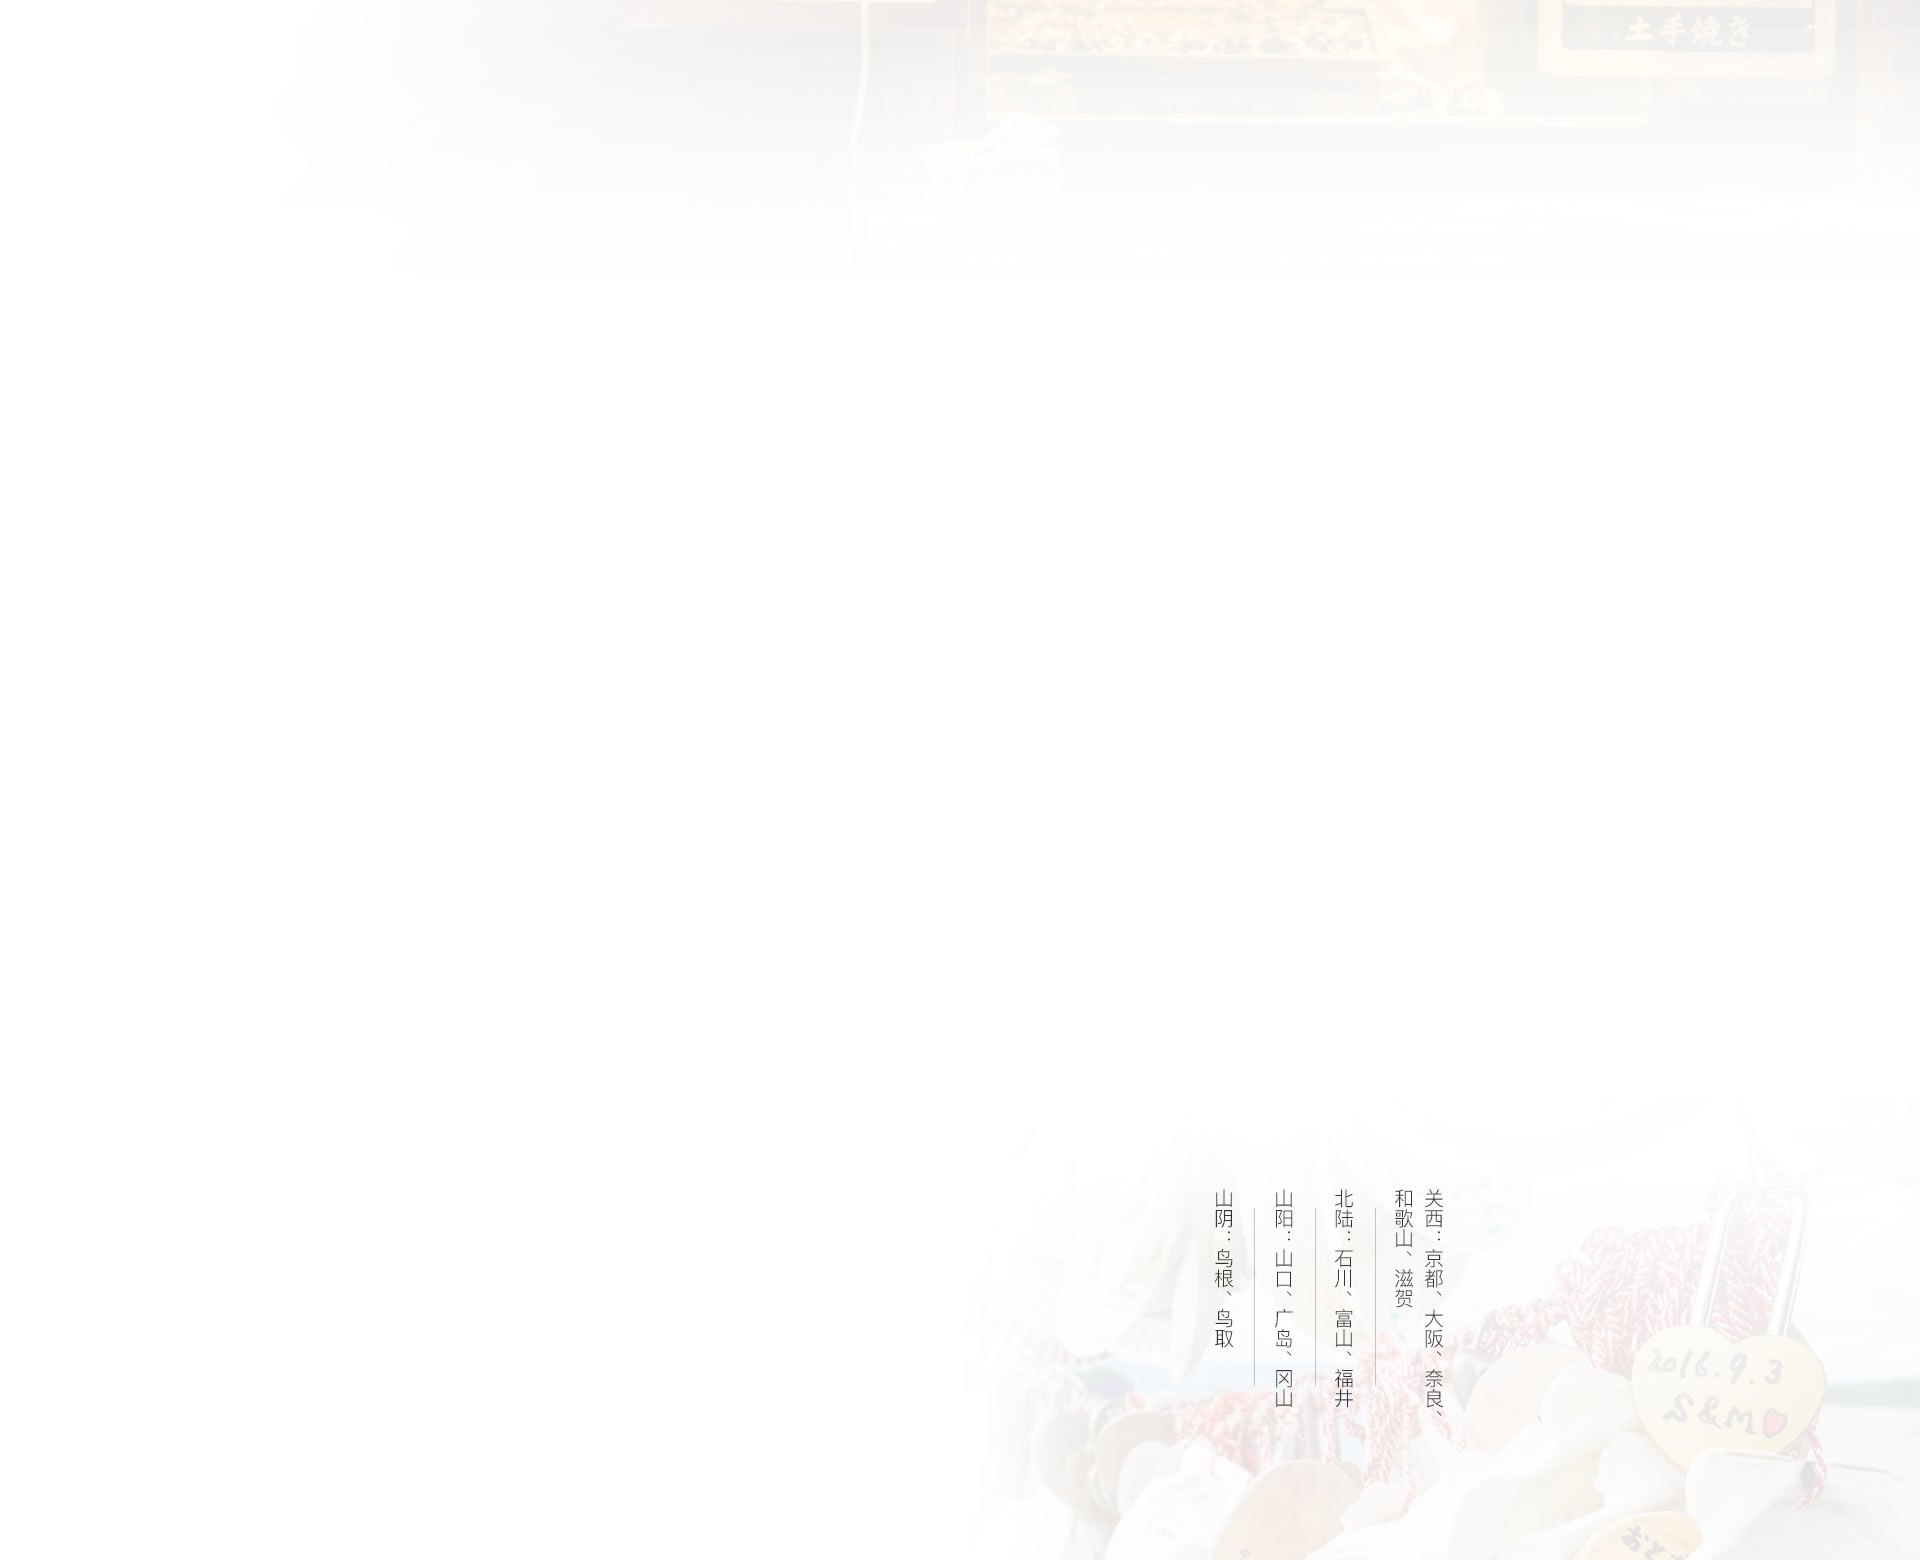 土手焼き
关西：京都、大阪、奈良、
和歌山、滋贺
北陆：石川、富山、福井
山阳：山口、广岛、冈山
山阴：鸟根、鸟取
2016.9.3
S&M